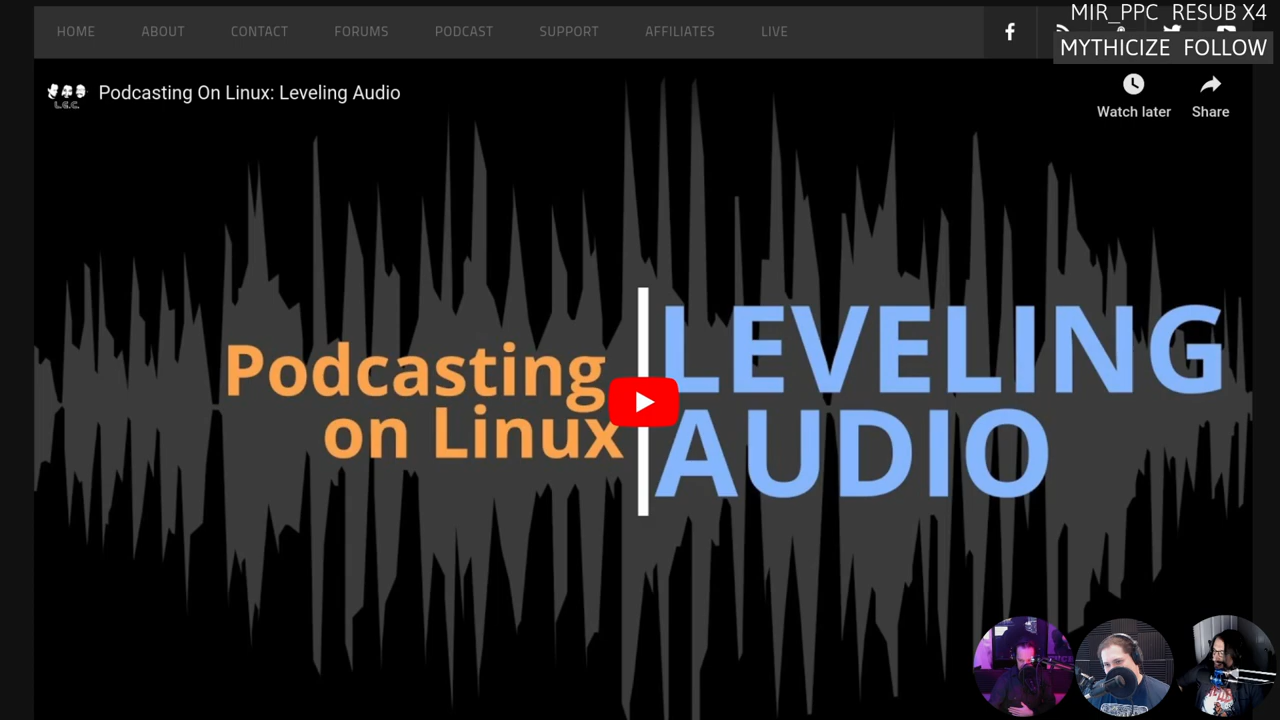 HOME ABOUT CONTACT FORUMS PODCAST SUPPORT AFFILIATES LIVE
MIR_PPC RESUB X4
MYTHICIZE FOLLOW
L.G.C.
Podcasting On Linux: Leveling Audio
Watch later
Share
Podcasting
on Linux
LEVELING
AUDIO